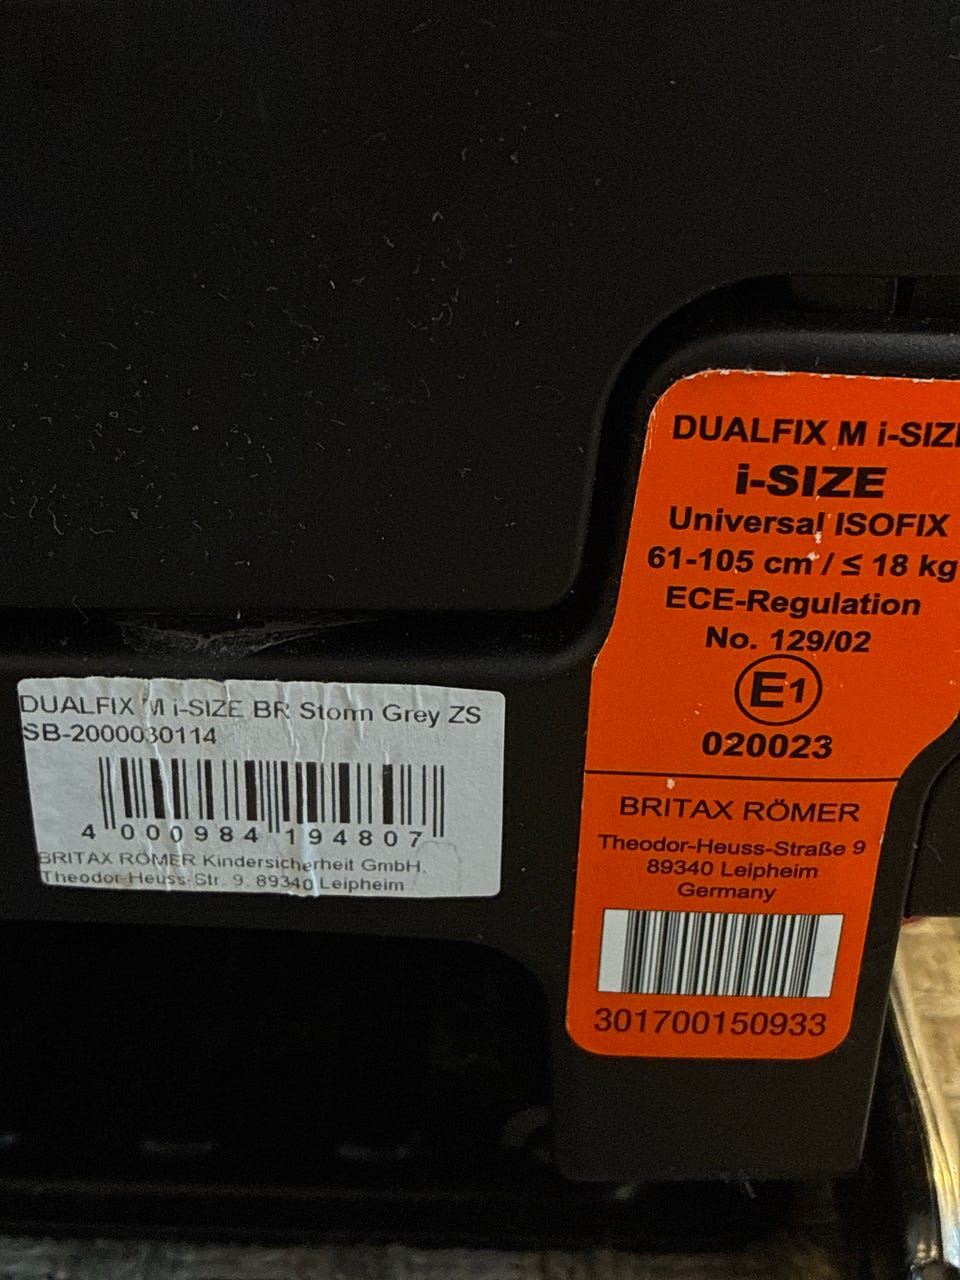 DUALFIX M i-SIZE BR Storm Grey ZS
SB-2000030114
4 000984 194807
BRITAX RÖMER Kindersicherheit GmbH.
Theodor-Heuss-Str. 9. 89340 Leipheim
DUALFIX M i-SIZE
i-SIZE
Universal ISOFIX
61-105 cm / ≤ 18 kg
ECE-Regulation
No. 129/02
E1
020023
BRITAX RÖMER
Theodor-Heuss-Straße 9
89340 Leipheim
Germany
301700150933